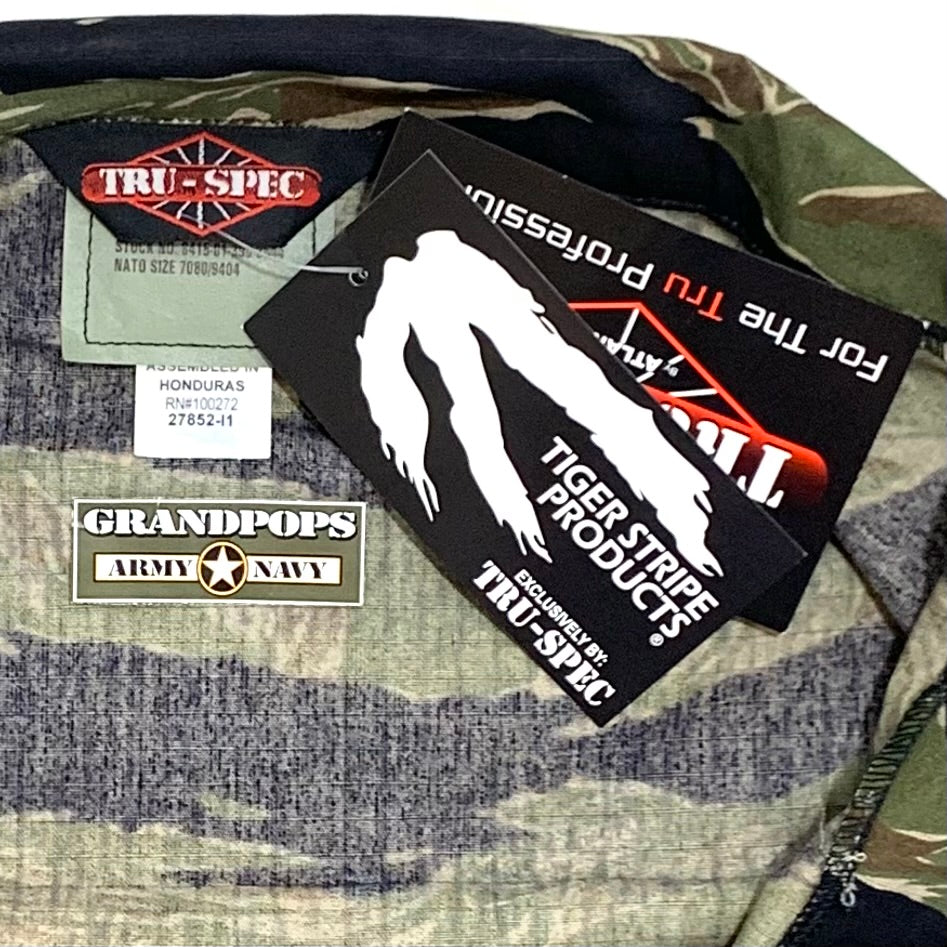 TRU-SPEC
NATO SIZE 7080/9404
ASSEMBLED IN
HONDURAS
RN#100272
27852-I1
GRANDPOPS
ARMY NAVY
TIGER STRIPE
PRODUCTS®
EXCLUSIVELY BY:
TRU-SPEC
For The Tru
BY